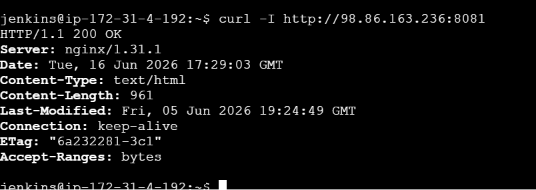 jenkins@ip-172-31-4-192:~$ curl -I http://98.86.163.236:8081
HTTP/1.1 200 OK
Server: nginx/1.31.1
Date: Tue, 16 Jun 2026 17:29:03 GMT
Content-Type: text/html
Content-Length: 961
Last-Modified: Fri, 05 Jun 2026 19:24:49 GMT
Connection: keep-alive
ETag: "6a232281-3c1"
Accept-Ranges: bytes
jenkins@ip-172-31-4-192:~$